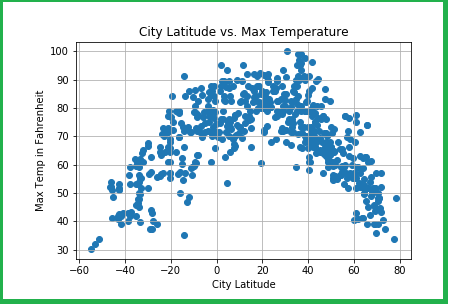 City Latitude vs. Max Temperature
Max Temp in Fahrenheit
100
90
80
70
60
50
40
30
−60 −40 −20 0 20 40 60 80
City Latitude